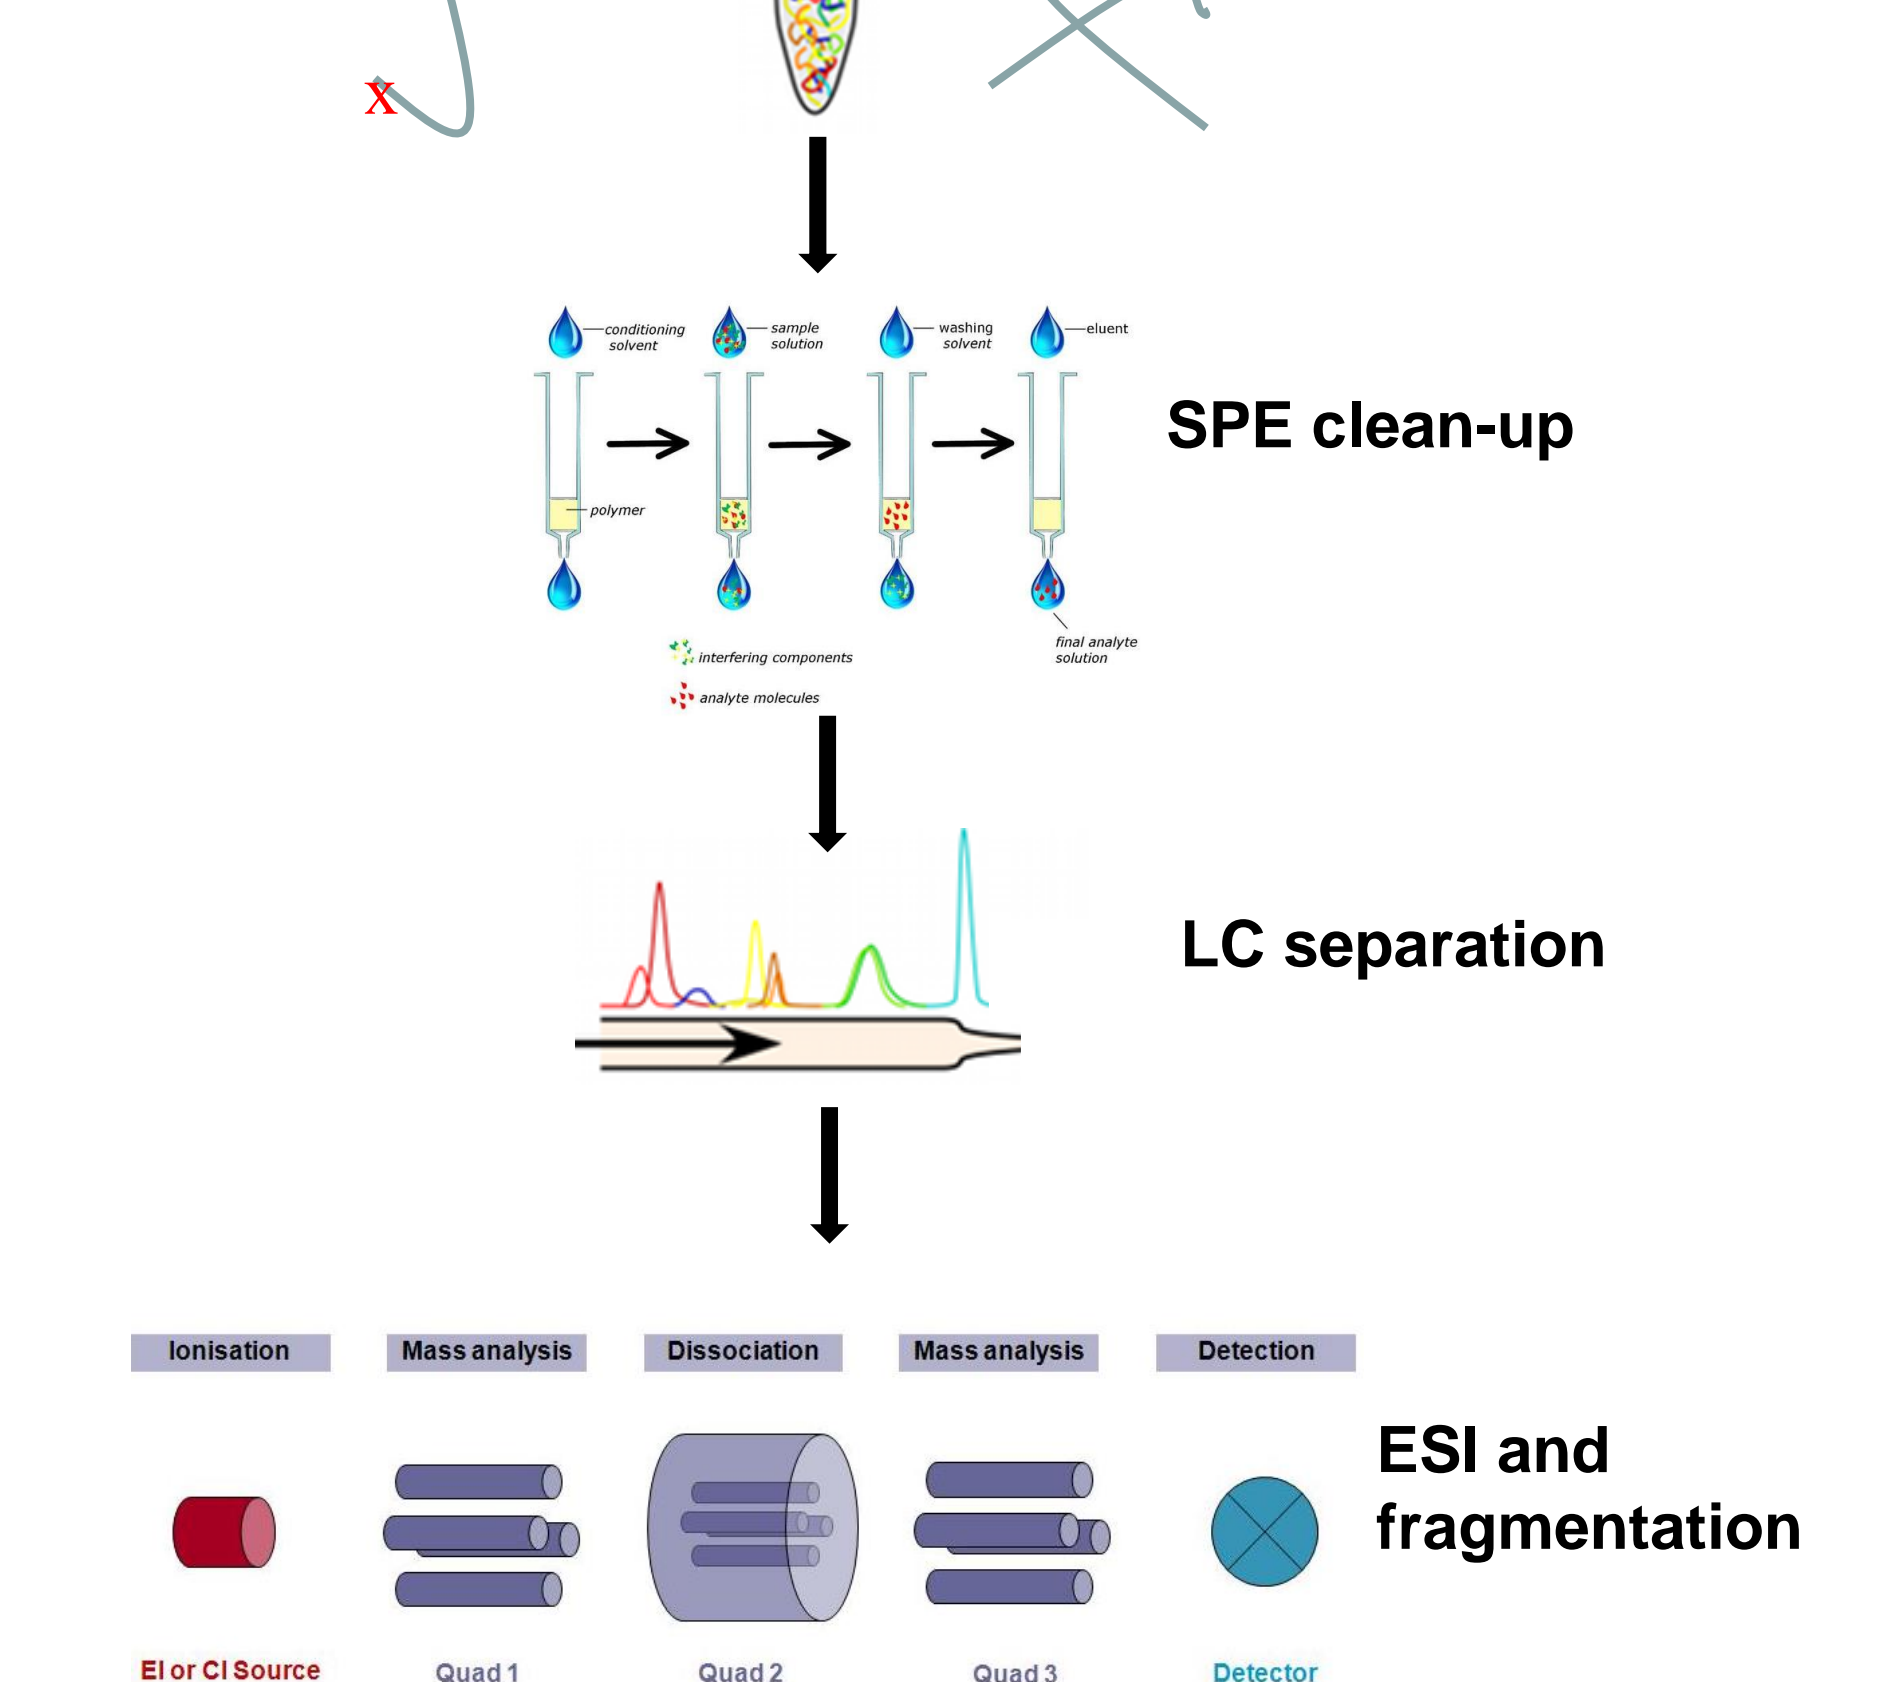 X
conditioning
solvent
sample
solution
washing
solvent
eluent
SPE clean-up
polymer
final analyte
solution
interfering components
analyte molecules
LC separation
Ionisation
Mass analysis
Dissociation
Mass analysis
Detection
ESI and
fragmentation
EI or CI Source
Quad 1
Quad 2
Quad 3
Detector